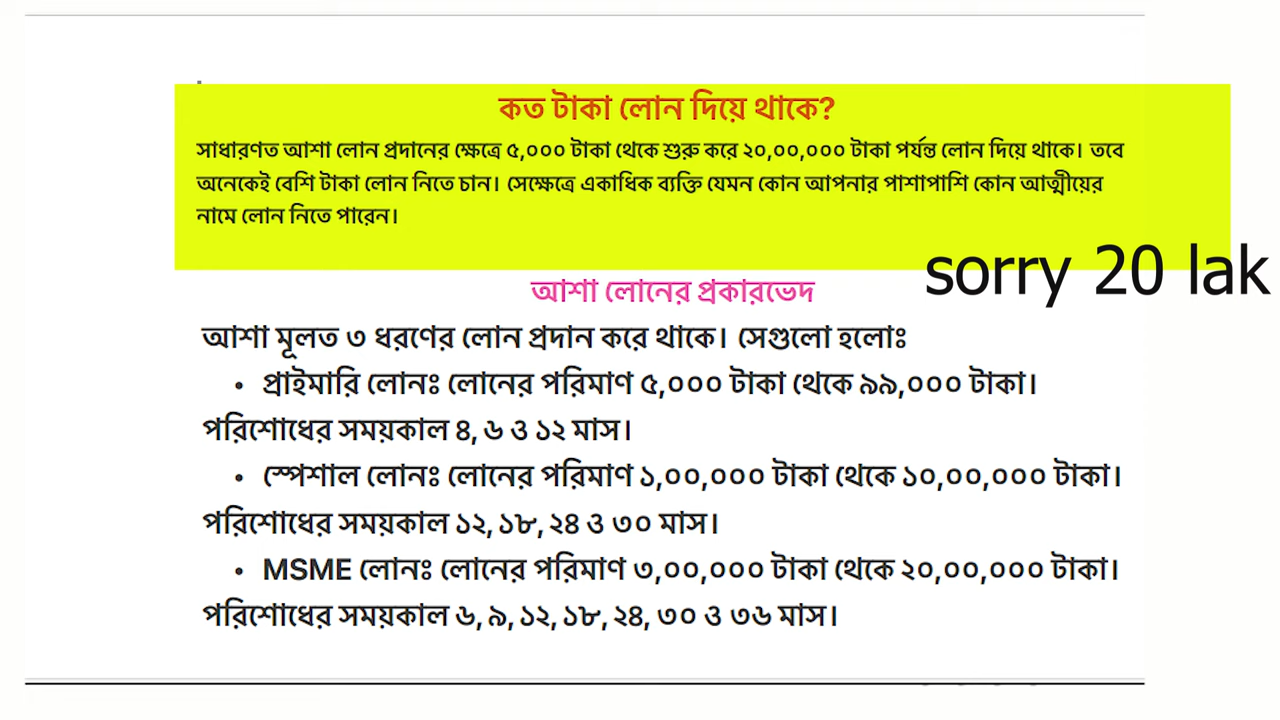 কত টাকা লোন দিয়ে থাকে?
সাধারণত আশা লোন প্রদানের ক্ষেত্রে ৫,০০০ টাকা থেকে শুরু করে ২০,০০,০০০ টাকা পর্যন্ত লোন দিয়ে থাকে। তবে
অনেকেই বেশি টাকা লোন নিতে চান। সেক্ষেত্রে একাধিক ব্যক্তি যেমন কোন আপনার পাশাপাশি কোন আত্মীয়ের
নামে লোন নিতে পারেন।
sorry 20 lak
আশা লোনের প্রকারভেদ
আশা মূলত ৩ ধরণের লোন প্রদান করে থাকে। সেগুলো হলোঃ
• প্রাইমারি লোনঃ লোনের পরিমাণ ৫,০০০ টাকা থেকে ৯৯,০০০ টাকা।
পরিশোধের সময়কাল ৪, ৬ ও ১২ মাস।
• স্পেশাল লোনঃ লোনের পরিমাণ ১,০০,০০০ টাকা থেকে ১০,০০,০০০ টাকা।
পরিশোধের সময়কাল ১২, ১৮, ২৪ ও ৩০ মাস।
• MSME লোনঃ লোনের পরিমাণ ৩,০০,০০০ টাকা থেকে ২০,০০,০০০ টাকা।
পরিশোধের সময়কাল ৬, ৯, ১২, ১৮, ২৪, ৩০ ও ৩৬ মাস।